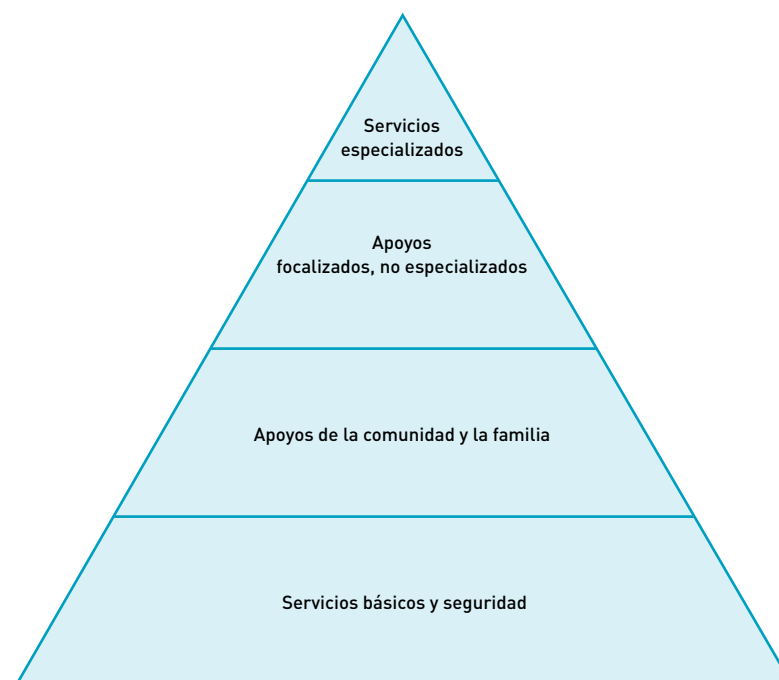 Servicios
especializados
Apoyos
focalizados, no especializados
Apoyos de la comunidad y la familia
Servicios básicos y seguridad